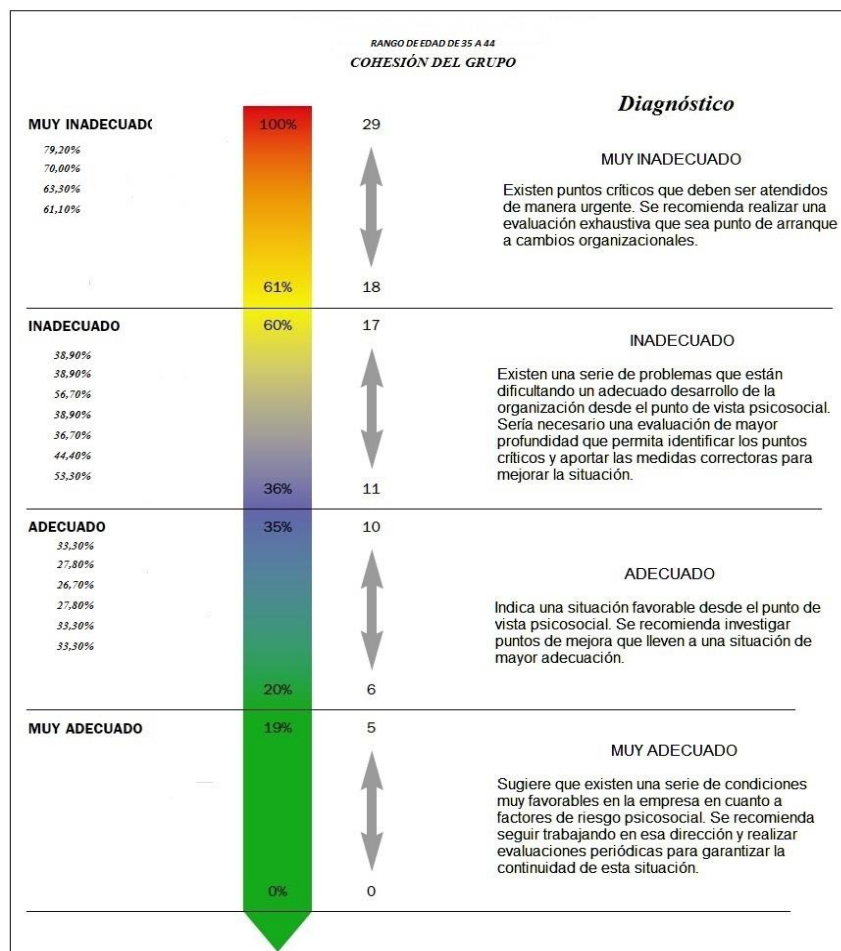 RANGO DE EDAD DE 35 A 44
COHESIÓN DEL GRUPO
Diagnóstico
MUY INADECUADO
100% 29
79,20%
70,00%
63,30%
61,10%
61% 18
MUY INADECUADO
Existen puntos críticos que deben ser atendidos
de manera urgente. Se recomienda realizar una
evaluación exhaustiva que sea punto de arranque
a cambios organizacionales.
INADECUADO
60% 17
38,90%
38,90%
56,70%
38,90%
36,70%
44,40%
53,30%
36% 11
INADECUADO
Existen una serie de problemas que están
dificultando un adecuado desarrollo de la
organización desde el punto de vista psicosocial.
Sería necesario una evaluación de mayor
profundidad que permita identificar los puntos
críticos y aportar las medidas correctoras para
mejorar la situación.
ADECUADO
35% 10
33,30%
27,80%
26,70%
27,80%
33,30%
33,30%
20% 6
ADECUADO
Indica una situación favorable desde el punto de
vista psicosocial. Se recomienda investigar
puntos de mejora que lleven a una situación de
mayor adecuación.
MUY ADECUADO
19% 5
0% 0
MUY ADECUADO
Sugiere que existen una serie de condiciones
muy favorables en la empresa en cuanto a
factores de riesgo psicosocial. Se recomienda
seguir trabajando en esa dirección y realizar
evaluaciones periódicas para garantizar la
continuidad de esta situación.